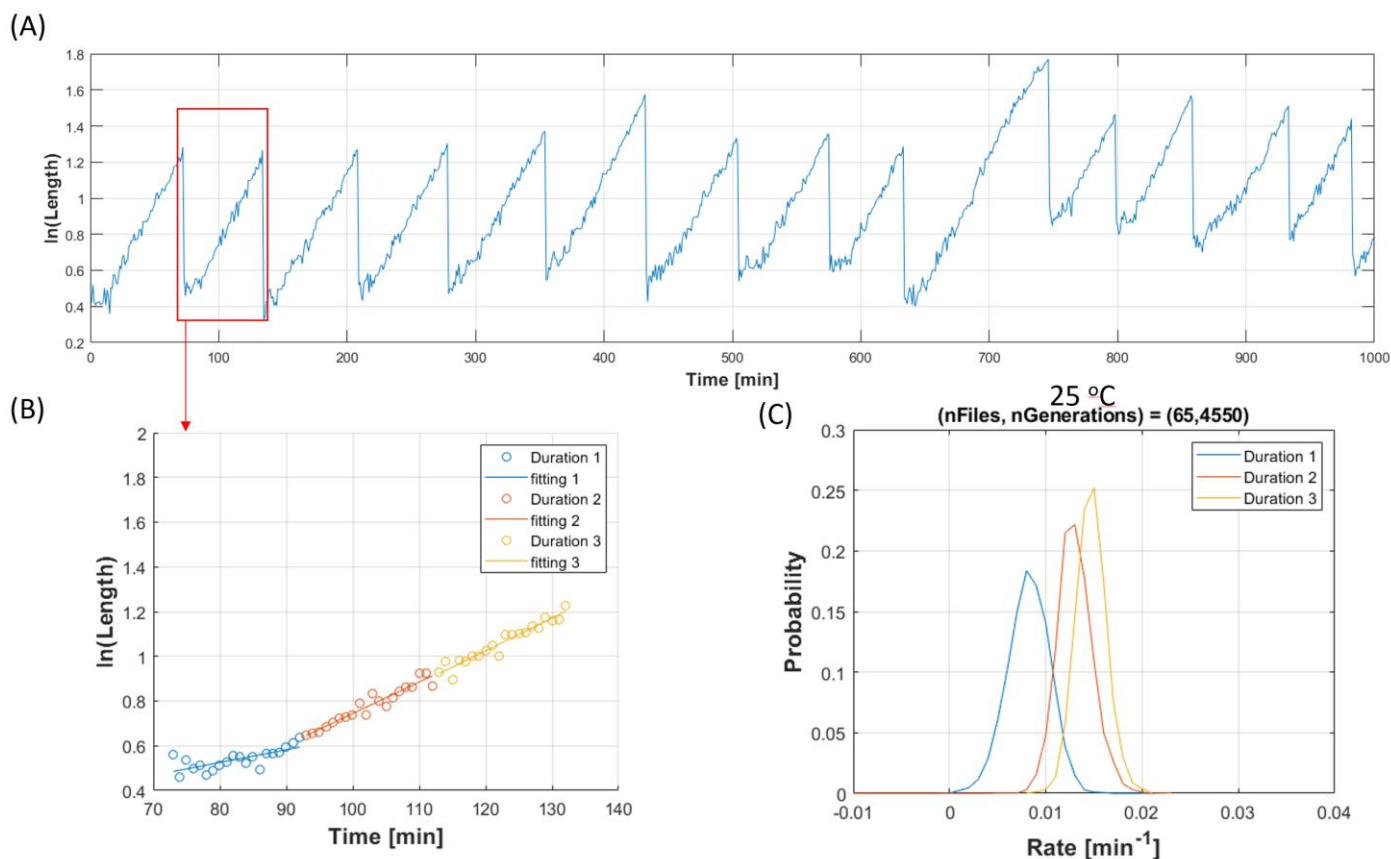 (A)
1.8
1.6
1.4
1.2
1
0.8
0.6
0.4
0.2
ln(Length)
0 100 200 300 400 500 600 700 800 900 1000
Time [min]
(B)
2
1.8
1.6
1.4
1.2
1
0.8
0.6
0.4
ln(Length)
Duration 1
fitting 1
Duration 2
fitting 2
Duration 3
fitting 3
70 80 90 100 110 120 130 140
Time [min]
(C)
25 °C
(nFiles, nGenerations) = (65,4550)
0.3
0.25
0.2
0.15
0.1
0.05
0
Probability
Duration 1
Duration 2
Duration 3
-0.01 0 0.01 0.02 0.03 0.04
Rate [min⁻¹]